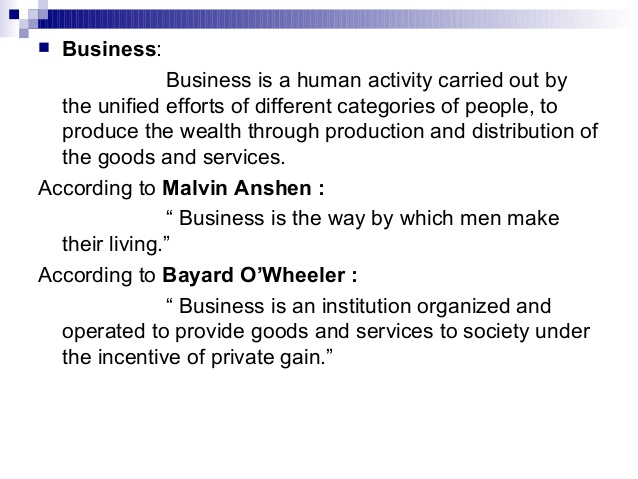 Business:
Business is a human activity carried out by
the unified efforts of different categories of people, to
produce the wealth through production and distribution of
the goods and services.
According to Malvin Anshen :
“ Business is the way by which men make
their living.”
According to Bayard O’Wheeler :
“ Business is an institution organized and
operated to provide goods and services to society under
the incentive of private gain.”